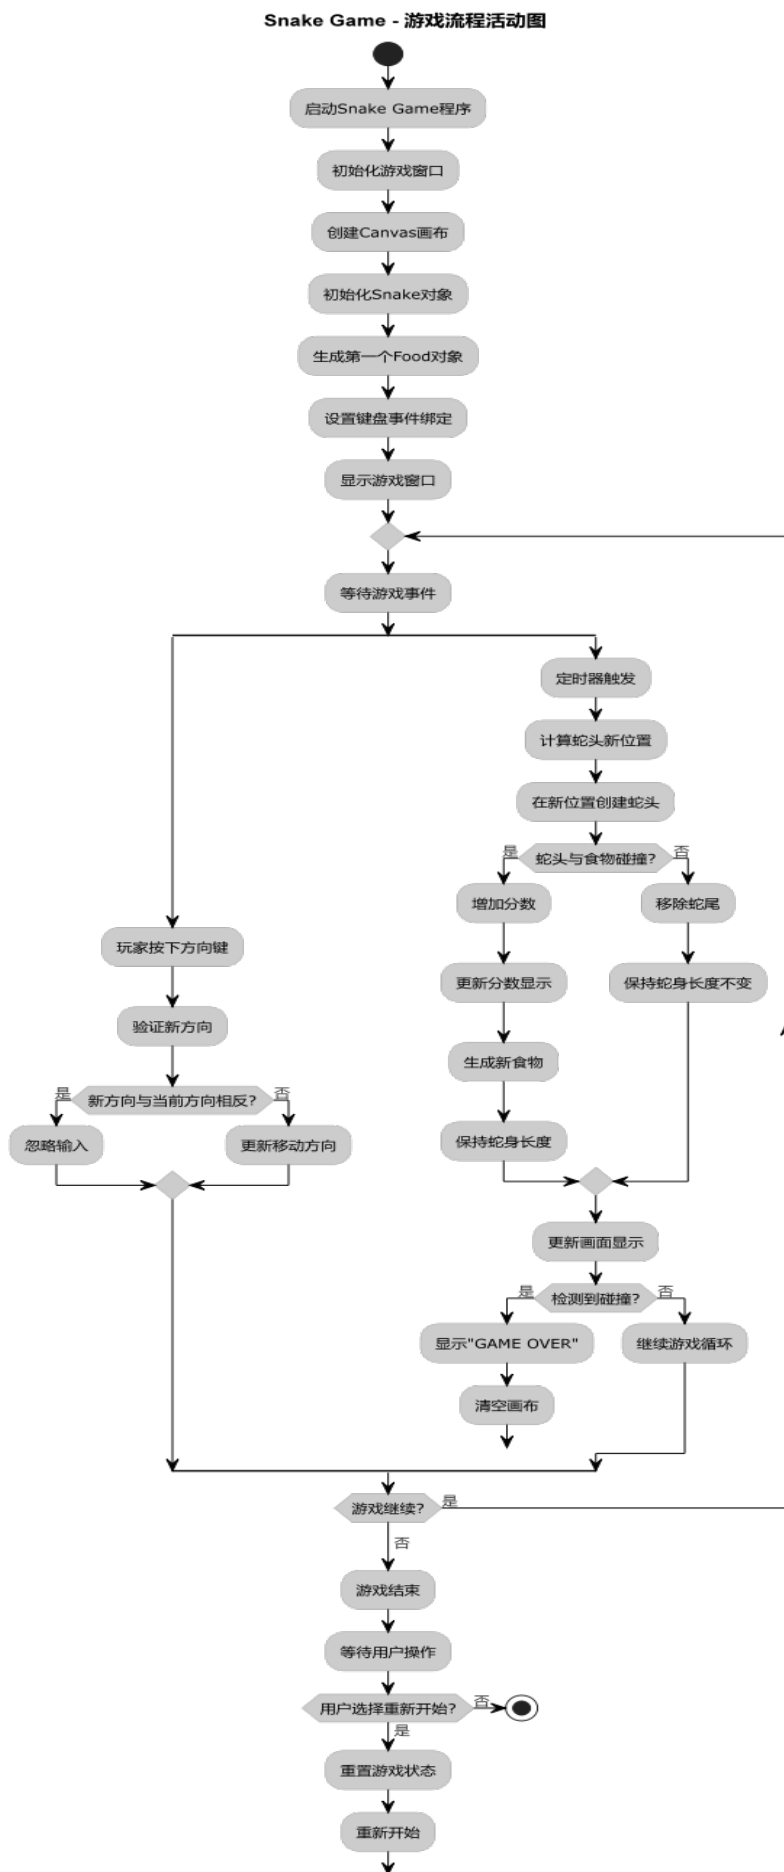 Snake Game - 游戏流程活动图
启动Snake Game程序
初始化游戏窗口
创建Canvas画布
初始化Snake对象
生成第一个Food对象
设置键盘事件绑定
显示游戏窗口
等待游戏事件
定时器触发
计算蛇头新位置
在新位置创建蛇头
是
蛇头与食物碰撞?
否
增加分数
移除蛇尾
玩家按下方向键
更新分数显示
保持蛇身长度不变
验证新方向
生成新食物
是
新方向与当前方向相反?
否
忽略输入
更新移动方向
保持蛇身长度
更新画面显示
是
检测到碰撞?
否
显示"GAME OVER"
继续游戏循环
清空画布
游戏继续?
是
否
游戏结束
等待用户操作
用户选择重新开始?
否
是
重置游戏状态
重新开始